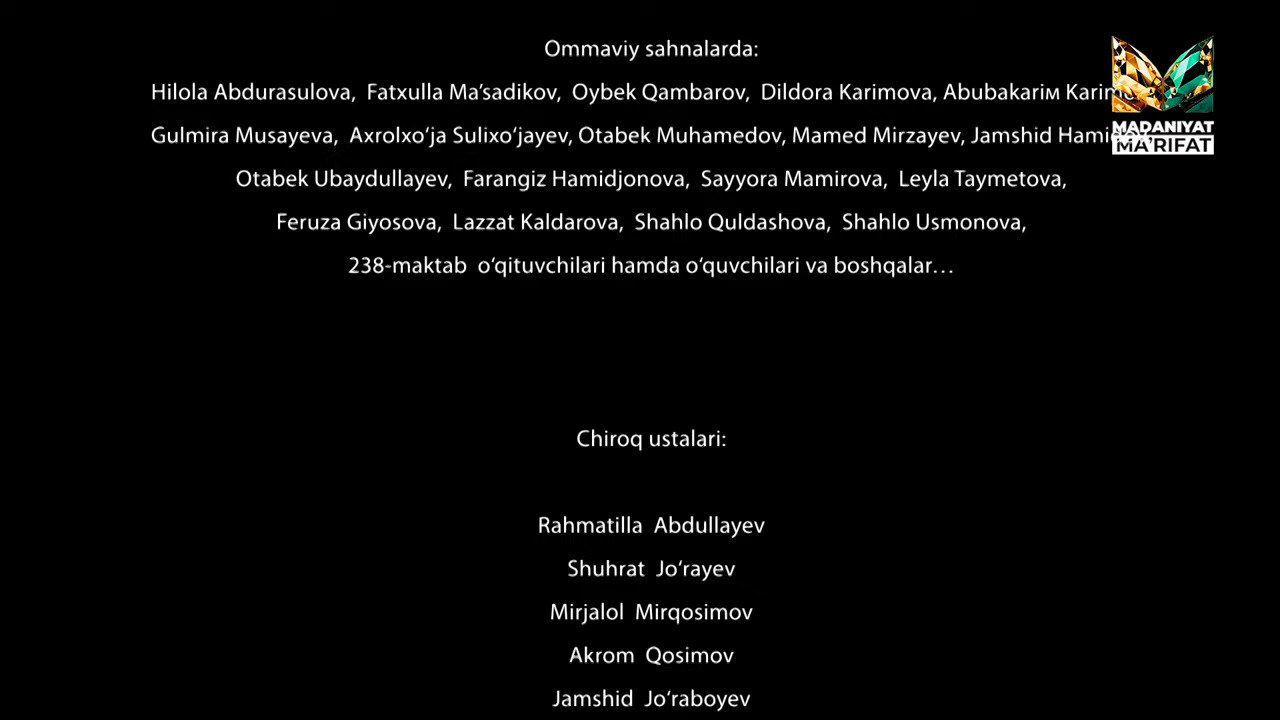 Ommaviy sahnalarda:
Hilola Abdurasulova, Fatxulla Ma’sadikov, Oybek Qambarov, Dildora Karimova, Abubakariм
Gulmira Musayeva, Axrolxo‘ja Sulixo‘jayev, Otabek Muhamedov, Mamed Mirzayev, Jamshid
Otabek Ubaydullayev, Farangiz Hamidjonova, Sayyora Mamirova, Leyla Taymetova,
Feruza Giyosova, Lazzat Kaldarova, Shahlo Quldashova, Shahlo Usmonova,
238-maktab o‘qituvchilari hamda o‘quvchilari va boshqalar…
Chiroq ustalari:
Rahmatilla Abdullayev
Shuhrat Jo‘rayev
Mirjalol Mirqosimov
Akrom Qosimov
Jamshid Jo‘raboyev
MADANIYAT
MA’RIFAT